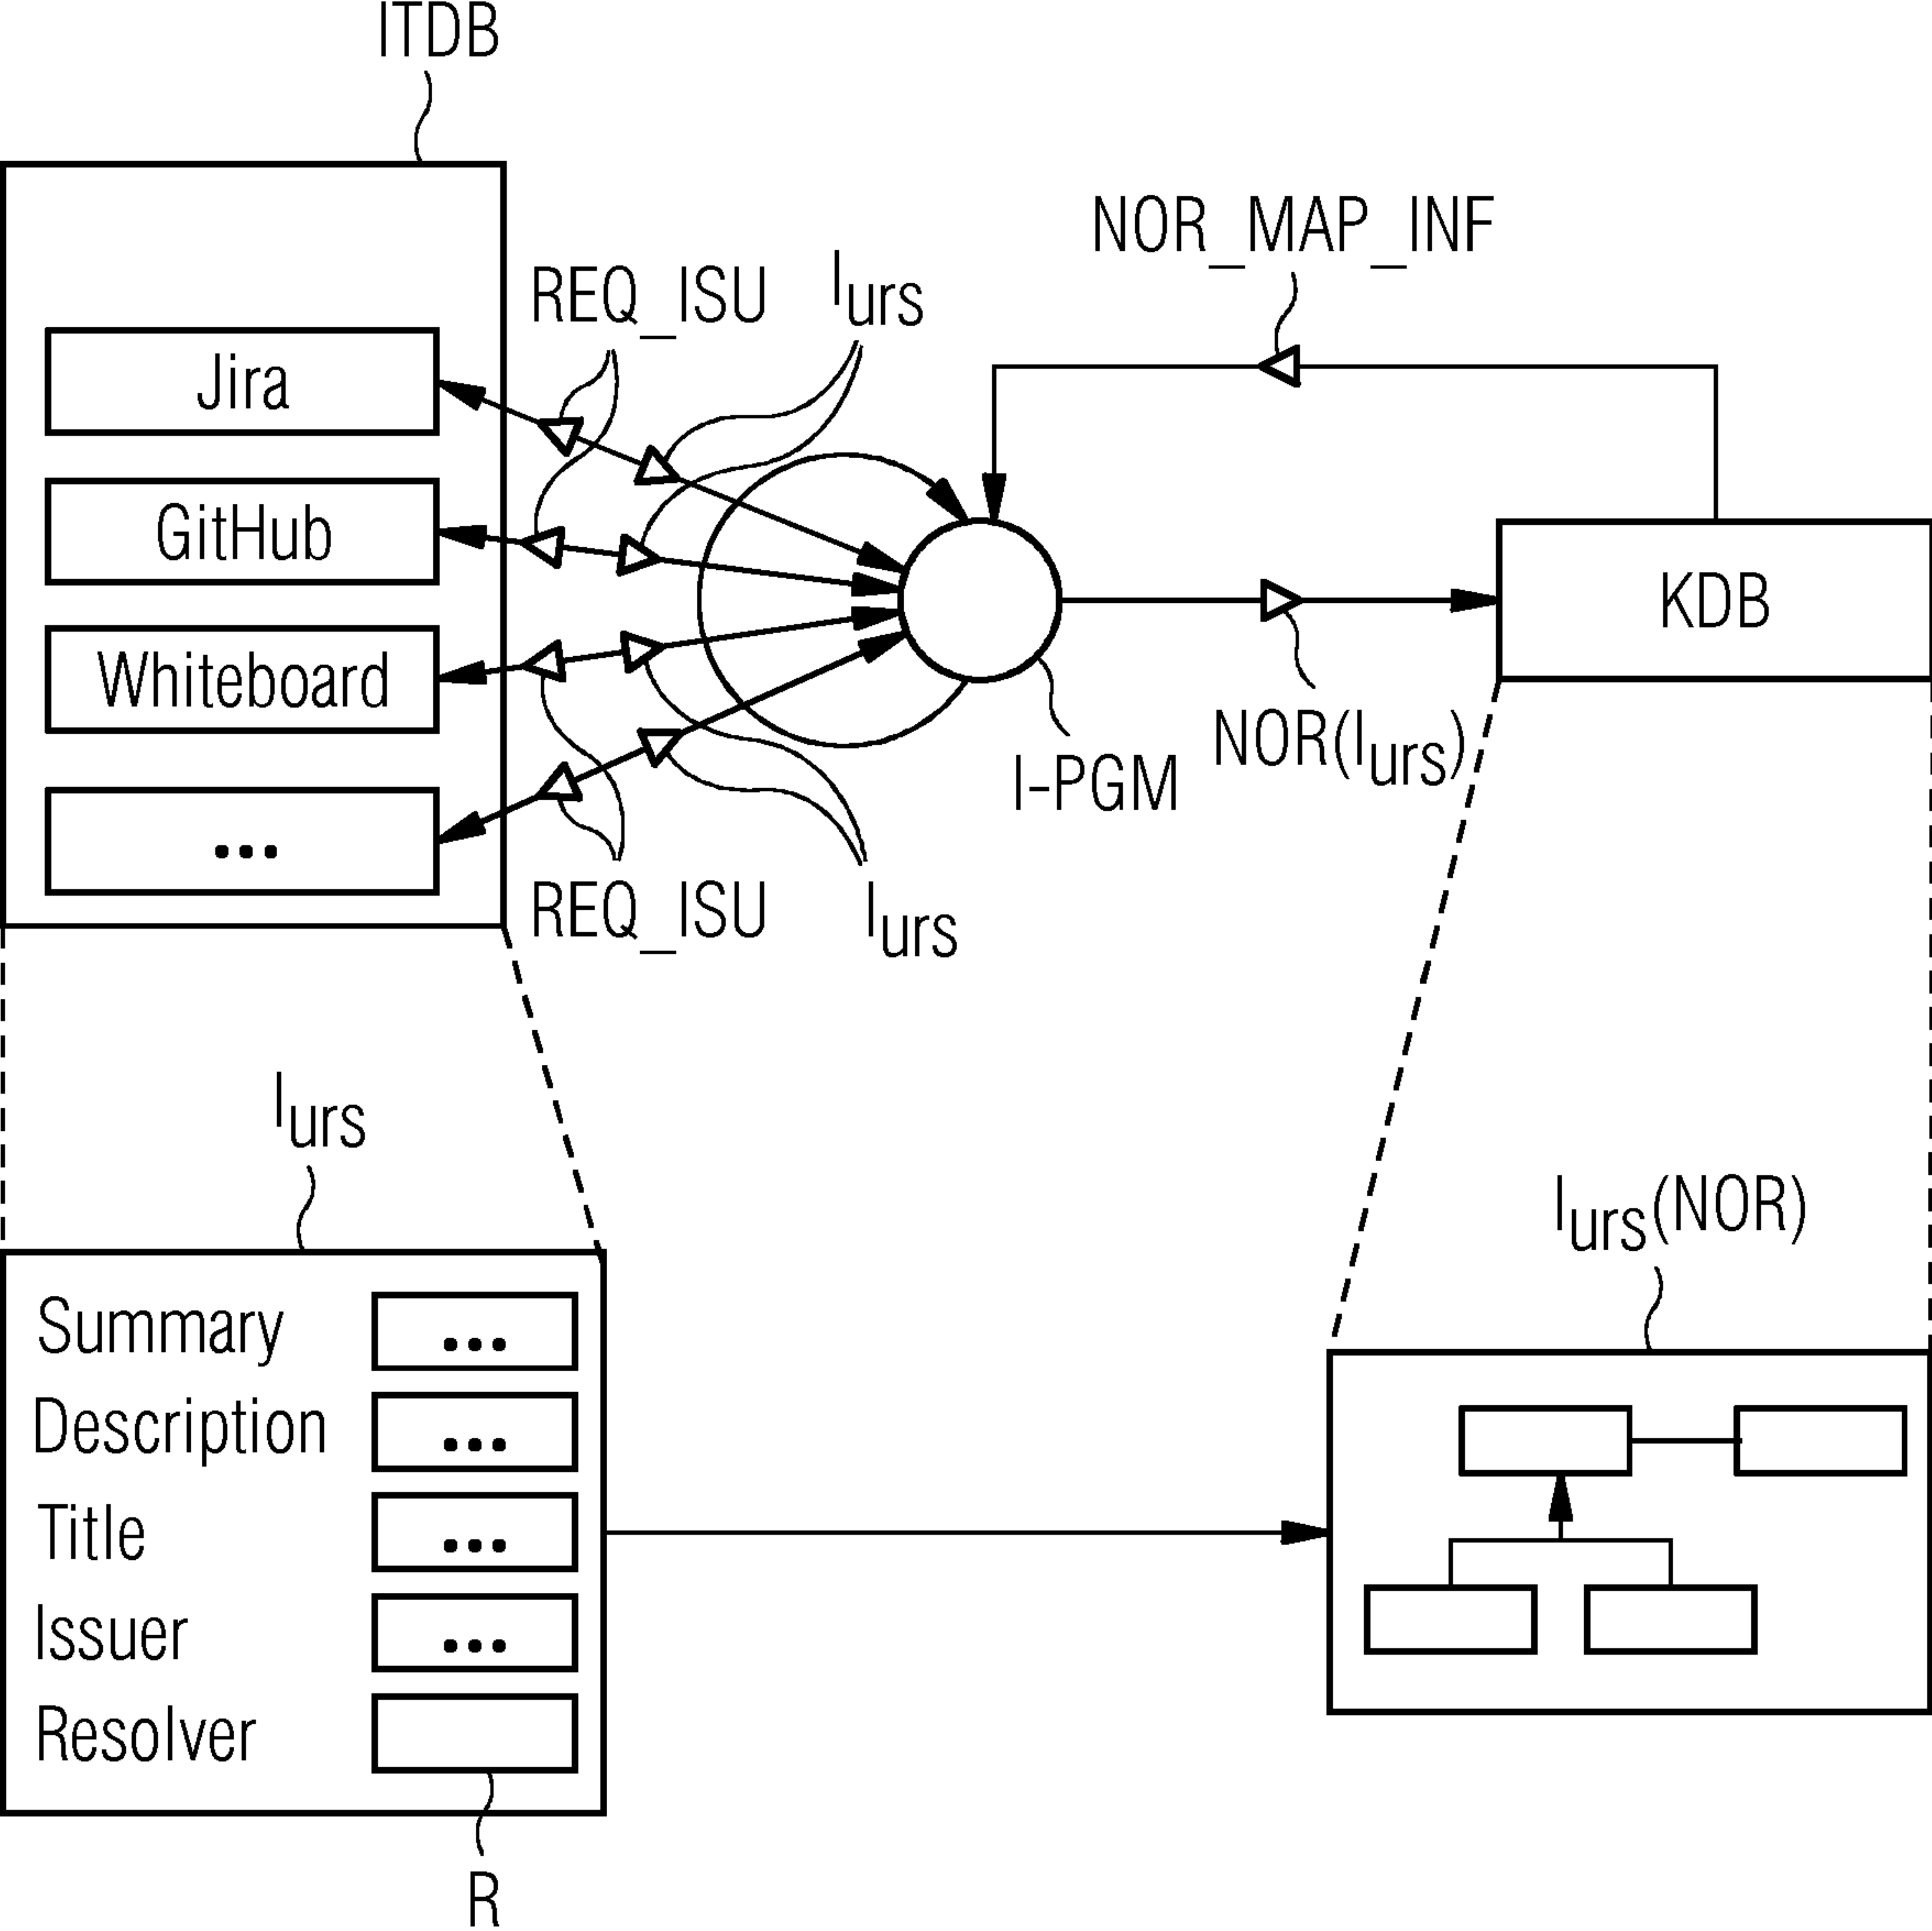 ITDB
NOR_MAP_INF
REQ_ISU
Iurs
Jira
GitHub
KDB
Whiteboard
NOR(Iurs)
I-PGM
...
REQ_ISU
Iurs
Iurs
Iurs(NOR)
Summary ...
Description ...
Title ...
Issuer ...
Resolver
R